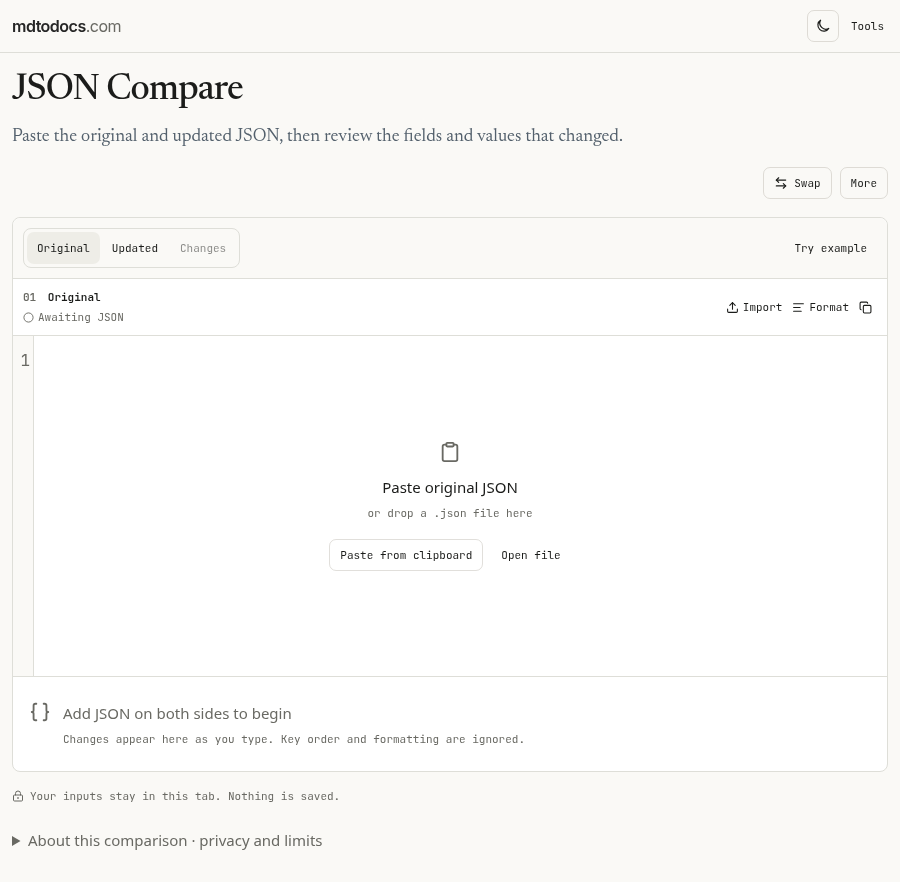 mdtodocs.com
Tools
JSON Compare
Paste the original and updated JSON, then review the fields and values that changed.
Swap
More
Original
Updated
Changes
Try example
01 Original
Awaiting JSON
Import
Format
1
Paste original JSON
or drop a .json file here
Paste from clipboard
Open file
{} Add JSON on both sides to begin
Changes appear here as you type. Key order and formatting are ignored.
Your inputs stay in this tab. Nothing is saved.
About this comparison · privacy and limits